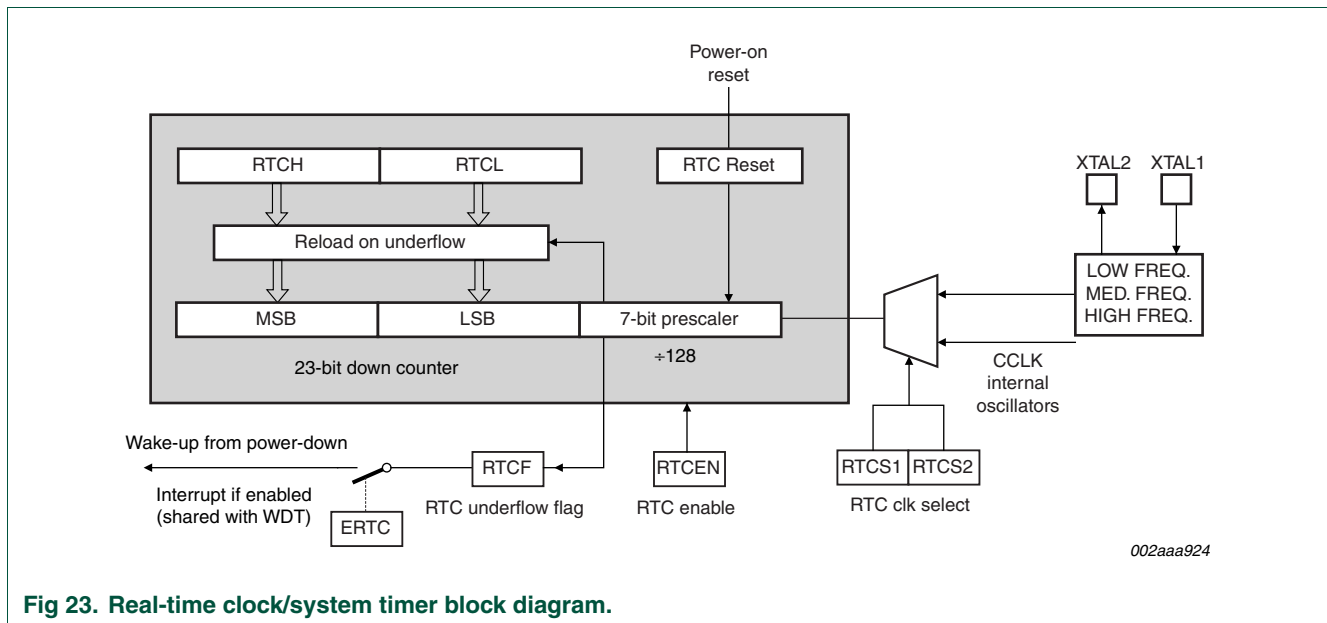 Power-on
reset
RTCH
RTCL
RTC Reset
XTAL2
XTAL1
Reload on underflow
LOW FREQ.
MED. FREQ.
HIGH FREQ.
MSB
LSB
7-bit prescaler
÷128
23-bit down counter
CCLK
internal
oscillators
Wake-up from power-down
RTCF
RTCEN
RTCS1
RTCS2
Interrupt if enabled
(shared with WDT)
RTC underflow flag
RTC enable
RTC clk select
ERTC
002aaa924
Fig 23. Real-time clock/system timer block diagram.